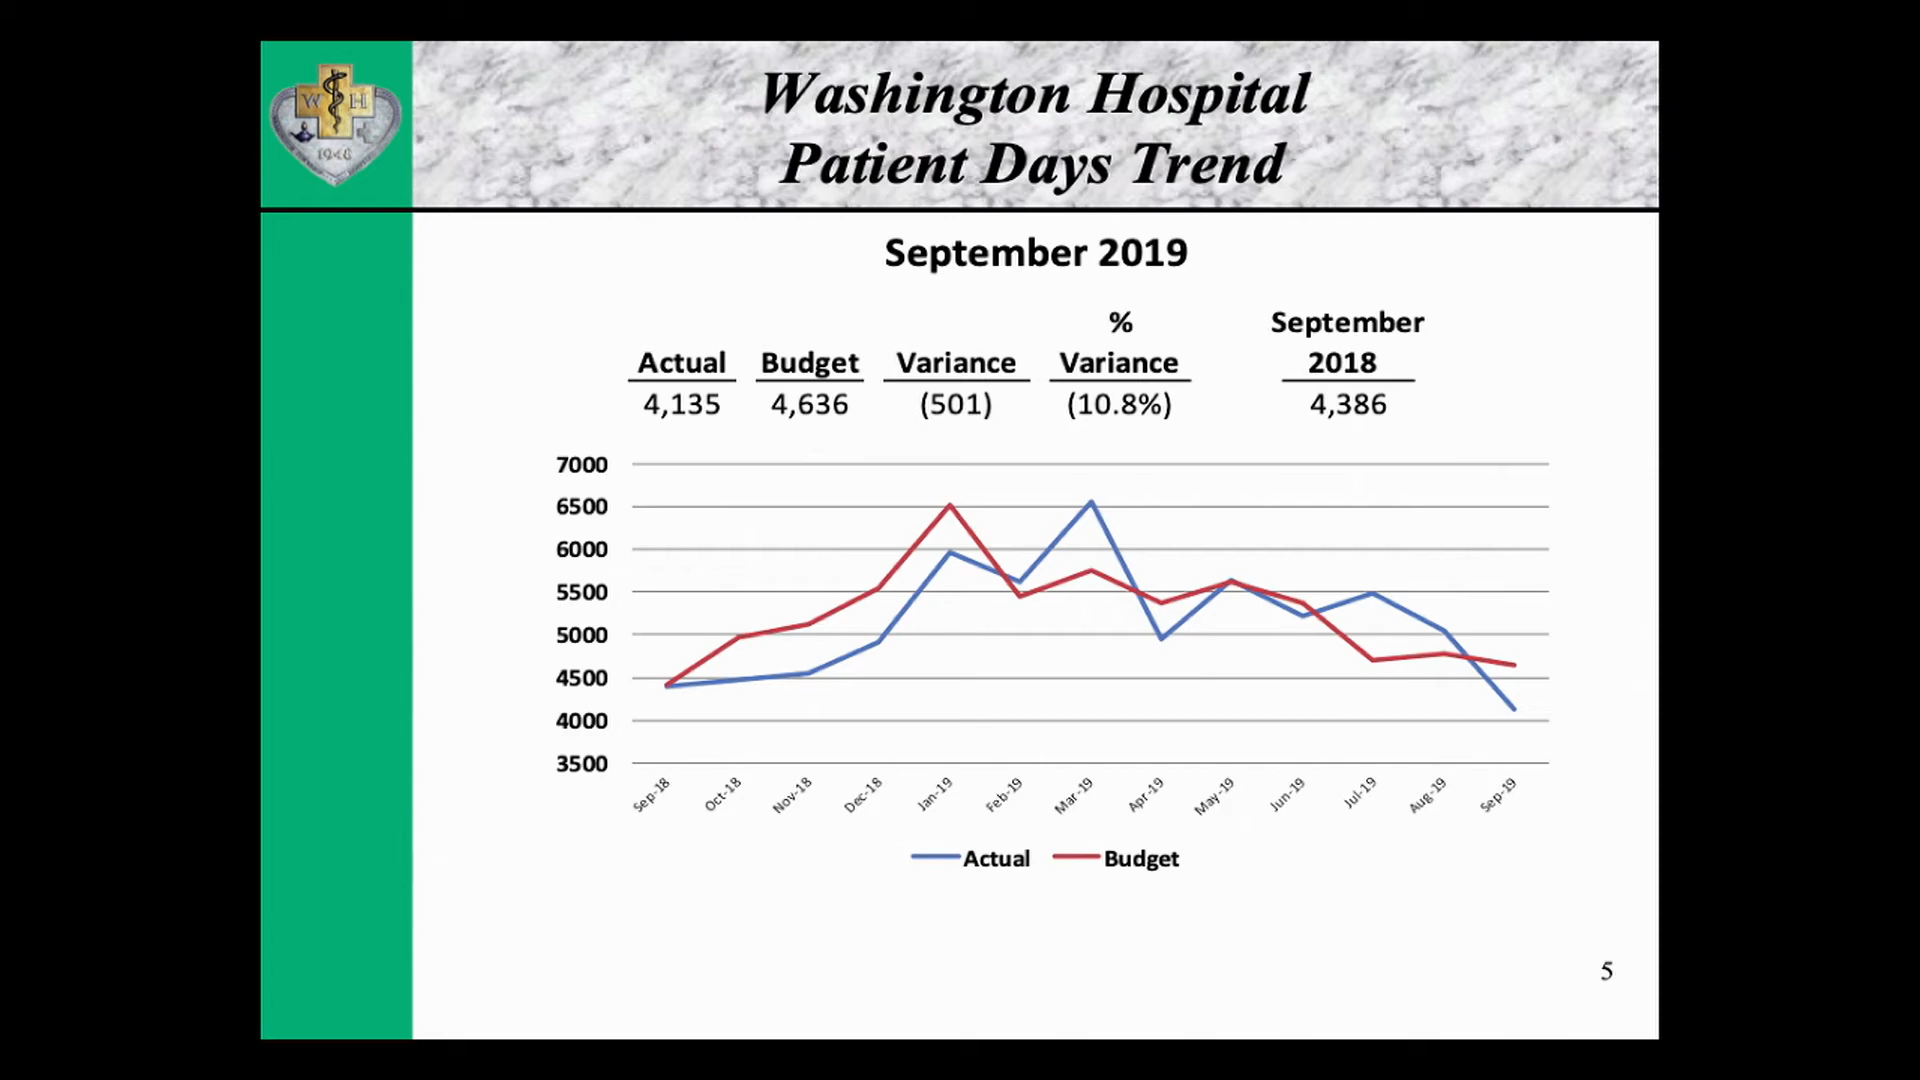 W H
1948
Washington Hospital
Patient Days Trend
September 2019
Actual Budget Variance % Variance September 2018
4,135 4,636 (501) (10.8%) 4,386
7000
6500
6000
5500
5000
4500
4000
3500
Sep-18 Oct-18 Nov-18 Dec-18 Jan-19 Feb-19 Mar-19 Apr-19 May-19 Jun-19 Jul-19 Aug-19 Sep-19
Actual Budget
5